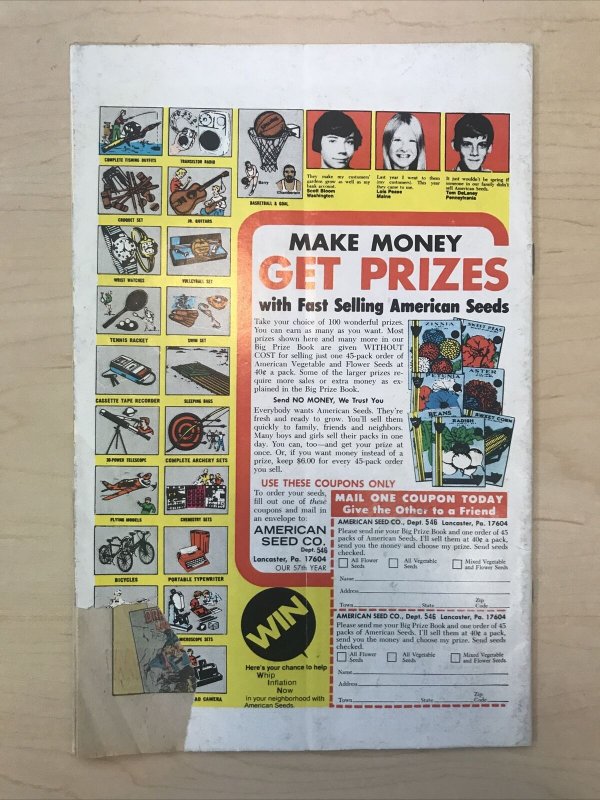 COMPLETE FISHING OUTFITS
TRANSISTOR RADIO
CROQUET SET
JR. GUITARS
BASKETBALL & GOAL
WRIST WATCHES
VOLLEYBALL SET
TENNIS RACKET
SWIM SET
CASSETTE TAPE RECORDER
SLEEPING BAGS
30-POWER TELESCOPE
COMPLETE ARCHERY SETS
FLYING MODELS
CHEMISTRY SETS
BICYCLES
PORTABLE TYPEWRITER
MICROSCOPE SETS
CAMERA
They make my customers'
gardens grow as well as my
bank account.
Scott Bloom
Washington
Last year I went to them
(my customers). This year
they came to me.
Lois Pease
Maine
It just wouldn't be spring if
someone in our family didn't
sell American Seeds.
Tom DeLaney
Pennsylvania
MAKE MONEY
GET PRIZES
with Fast Selling American Seeds
Take your choice of 100 wonderful prizes.
You can earn as many as you want. Most
prizes shown here and many more in our
Big Prize Book are given WITHOUT
COST for selling just one 45-pack order of
American Vegetable and Flower Seeds at
40¢ a pack. Some of the larger prizes re-
quire more sales or extra money as ex-
plained in the Big Prize Book.
Send NO MONEY, We Trust You
Everybody wants American Seeds. They're
fresh and ready to grow. You'll sell them
quickly to family, friends and neighbors.
Many boys and girls sell their packs in one
day. You can, too—and get your prize at
once. Or, if you want money instead of a
prize, keep $6.00 for every 45-pack order
you sell.
ZINNIA
SWEET PEAS
ASTER
BEANS
RADISH
SWEET CORN
USE THESE COUPONS ONLY
To order your seeds,
fill out one of these
coupons and mail in
an envelope to:
AMERICAN
SEED CO.
Dept. 546
Lancaster, Pa. 17604
OUR 57th YEAR
MAIL ONE COUPON TODAY
Give the Other to a Friend
AMERICAN SEED CO., Dept. 546 Lancaster, Pa. 17604
Please send me your Big Prize Book and one order of 45
packs of American Seeds. I'll sell them at 40¢ a pack,
send you the money and choose my prize. Send seeds
checked.
All Flower Seeds
All Vegetable Seeds
Mixed Vegetable and Flower Seeds
Name
Address
Town State Zip Code
AMERICAN SEED CO., Dept. 546 Lancaster, Pa. 17604
Please send me your Big Prize Book and one order of 45
packs of American Seeds. I'll sell them at 40¢ a pack,
send you the money and choose my prize. Send seeds
checked.
All Flower Seeds
All Vegetable Seeds
Mixed Vegetable and Flower Seeds
Name
Address
Town State Zip Code
WIN
Here's your chance to help
Whip
Inflation
Now
in your neighborhood with
American Seeds.